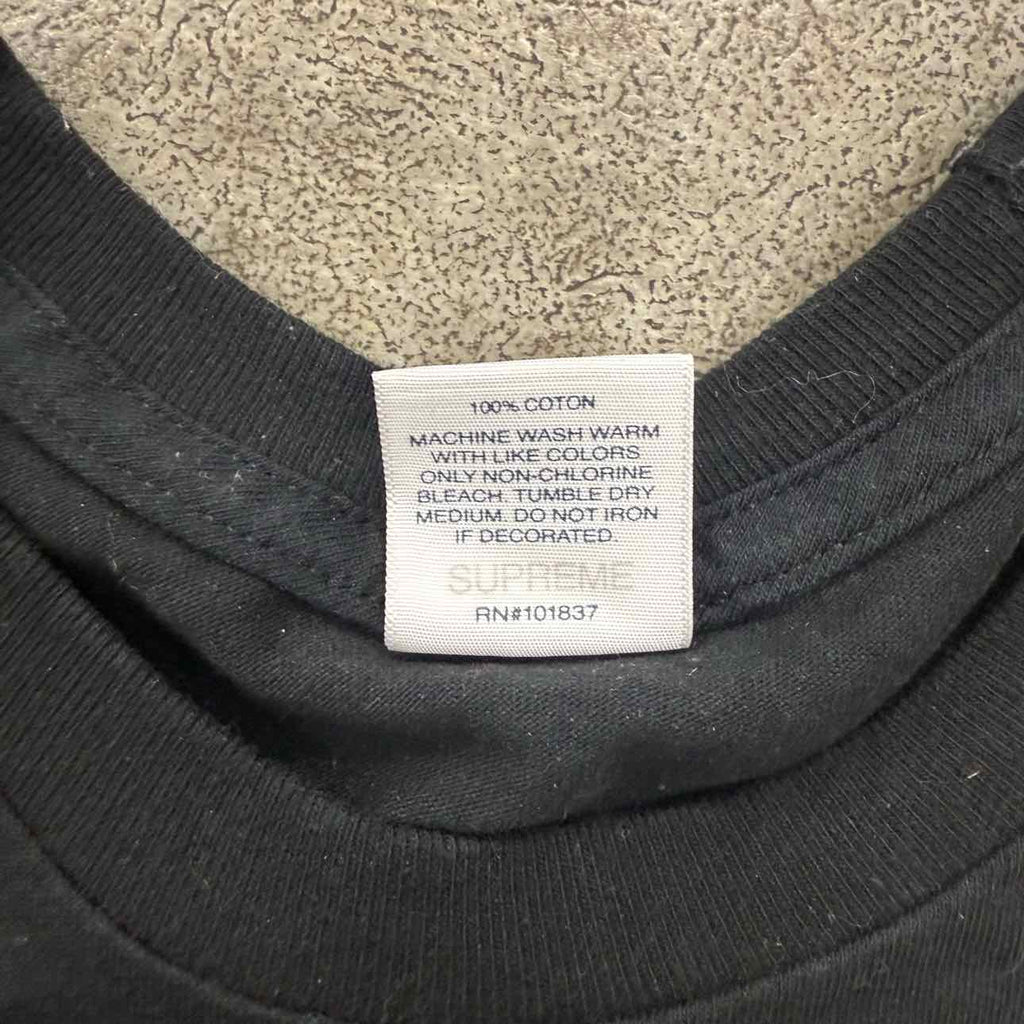 100% COTON
MACHINE WASH WARM
WITH LIKE COLORS
ONLY NON-CHLORINE
BLEACH. TUMBLE DRY
MEDIUM. DO NOT IRON
IF DECORATED.
SUPREME
RN#101837